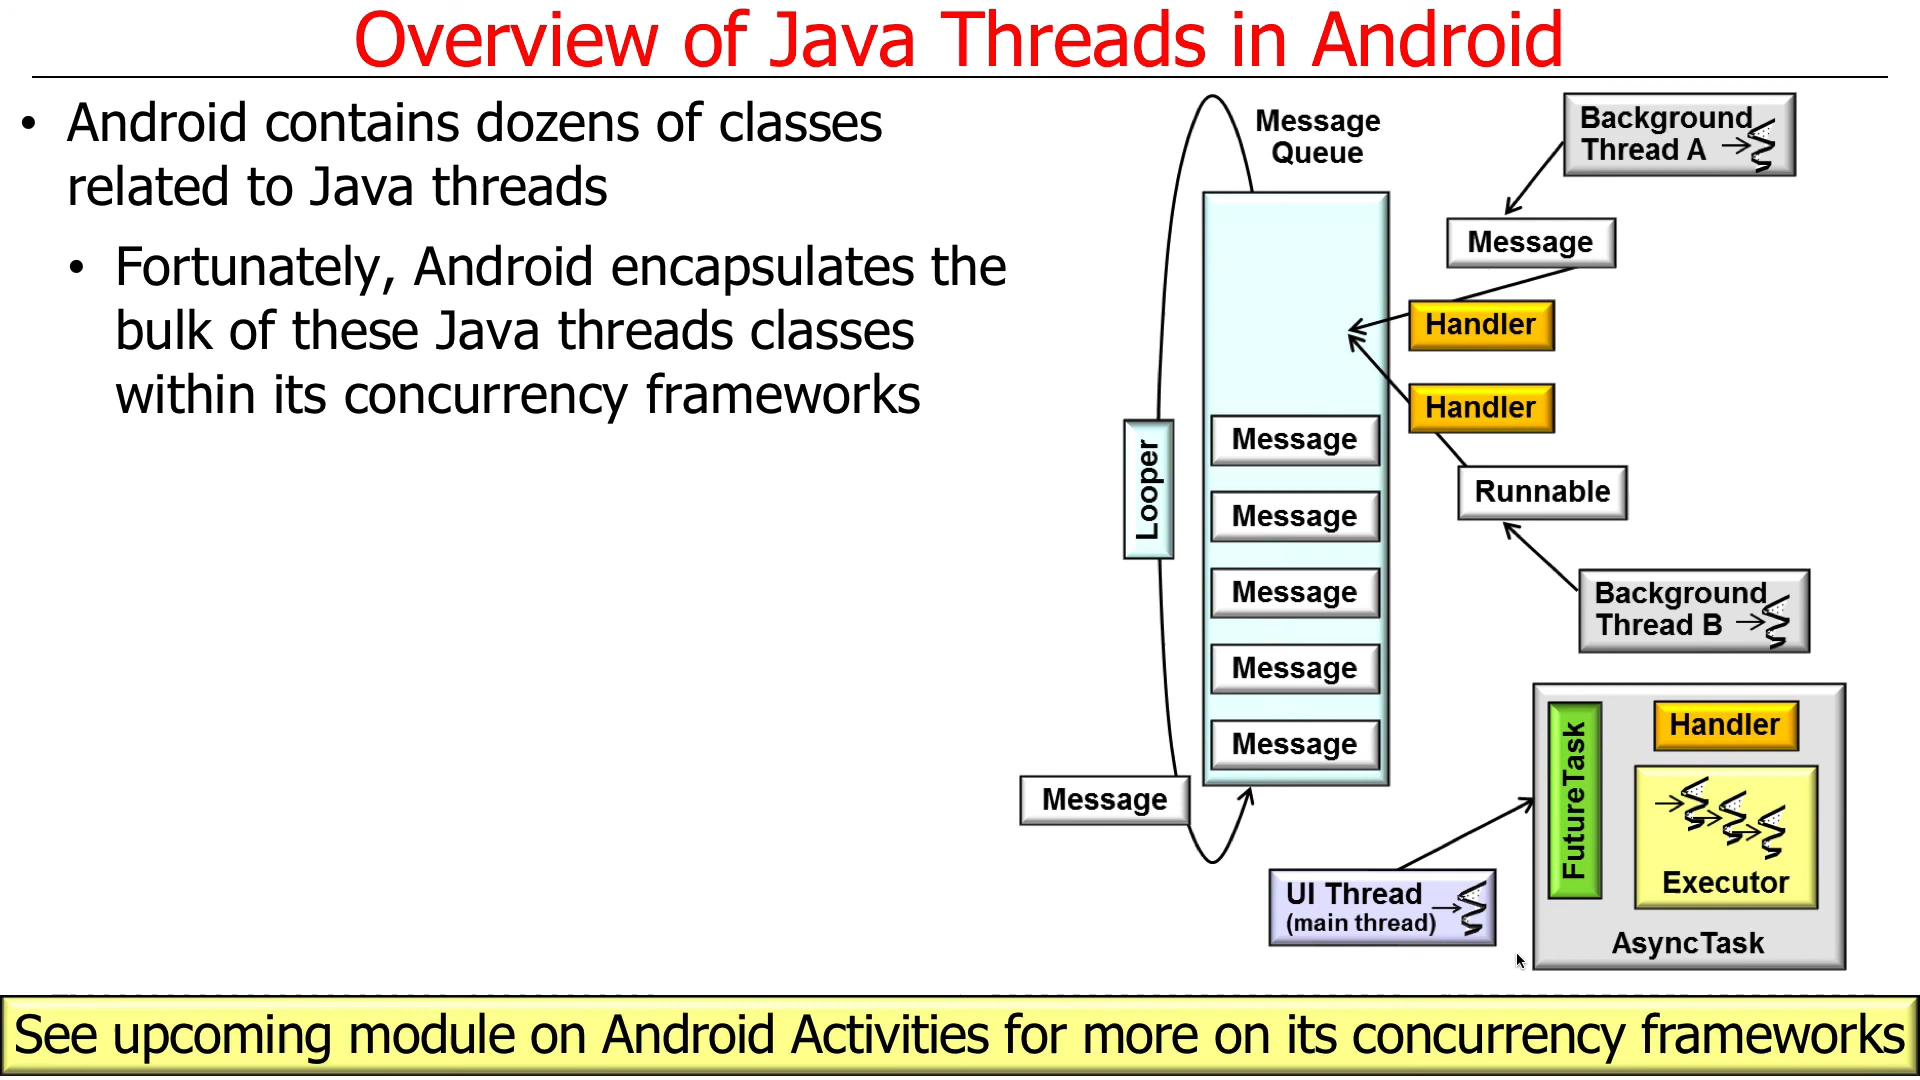 Overview of Java Threads in Android
• Android contains dozens of classes
related to Java threads
• Fortunately, Android encapsulates the
bulk of these Java threads classes
within its concurrency frameworks
Message
Queue
Background
Thread A
Message
Handler
Handler
Message
Looper
Runnable
Message
Message
Background
Thread B
Message
Message
Message
Handler
FutureTask
Executor
AsyncTask
UI Thread
(main thread)
See upcoming module on Android Activities for more on its concurrency frameworks